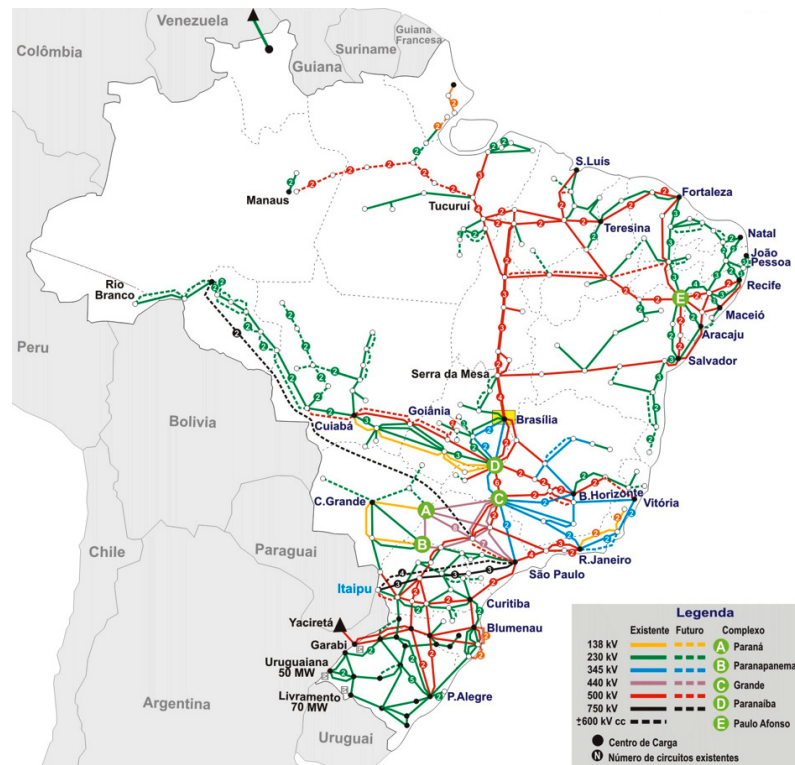 Venezuela
Colômbia
Suriname
Guiana
Francesa
Guiana
S.Luís
Manaus
Tucuruí
Fortaleza
Teresina
Natal
João
Pessoa
Rio
Branco
Recife
E
Maceió
Peru
Aracaju
Salvador
Serra da Mesa
Bolivia
Goiânia
Brasília
Cuiabá
D
C.Grande
A
C
B.Horizonte
Vitória
B
Chile
Paraguai
R.Janeiro
São Paulo
Itaipu
Curitiba
Yaciretá
Blumenau
Garabi
Uruguaiana
50 MW
Livramento
70 MW
P.Alegre
Argentina
Uruguai
Legenda
Existente Futuro Complexo
138 kV A Paraná
230 kV B Paranapanema
345 kV C Grande
440 kV
500 kV D Paranaíba
750 kV
±600 kV cc E Paulo Afonso
Centro de Carga
N Número de circuitos existentes